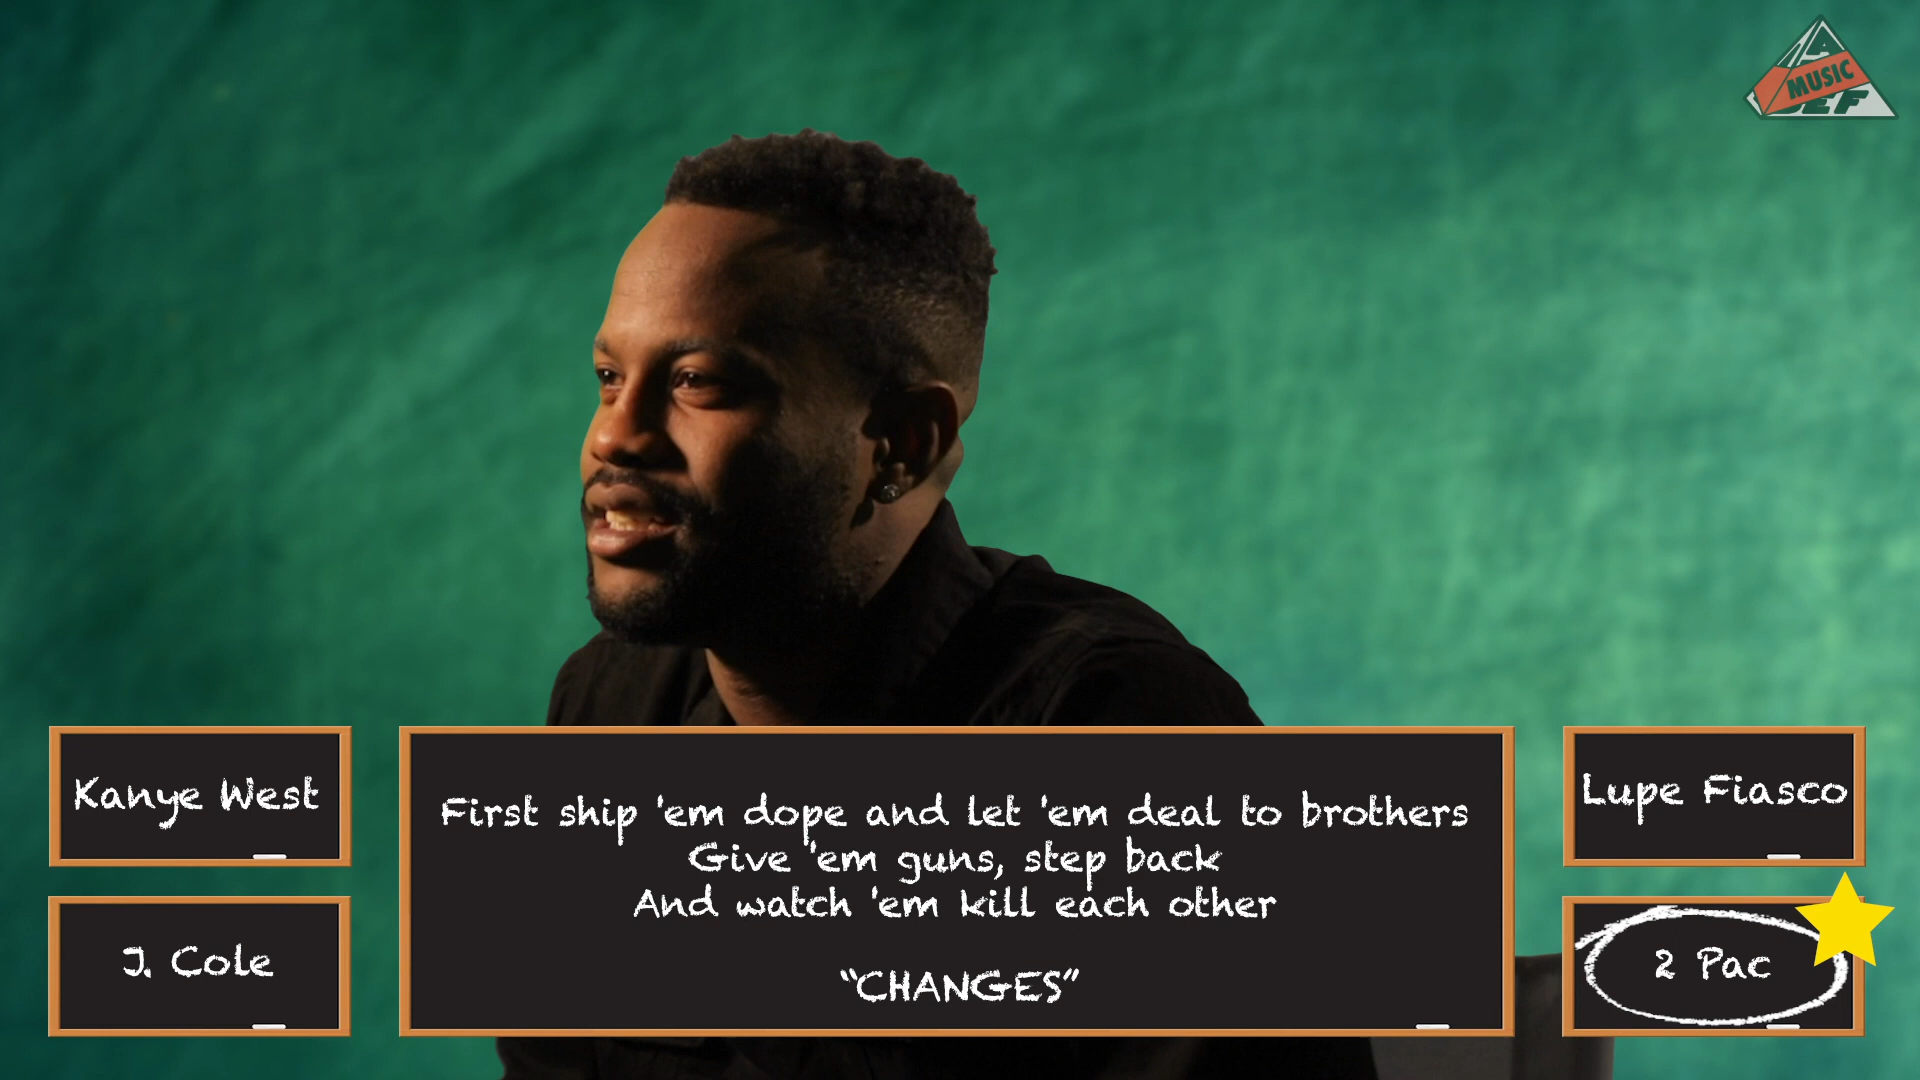 A
MUSIC
DEF
Kanye West
J. Cole
First ship 'em dope and let 'em deal to brothers
Give 'em guns, step back
And watch 'em kill each other
“CHANGES”
Lupe Fiasco
2 Pac